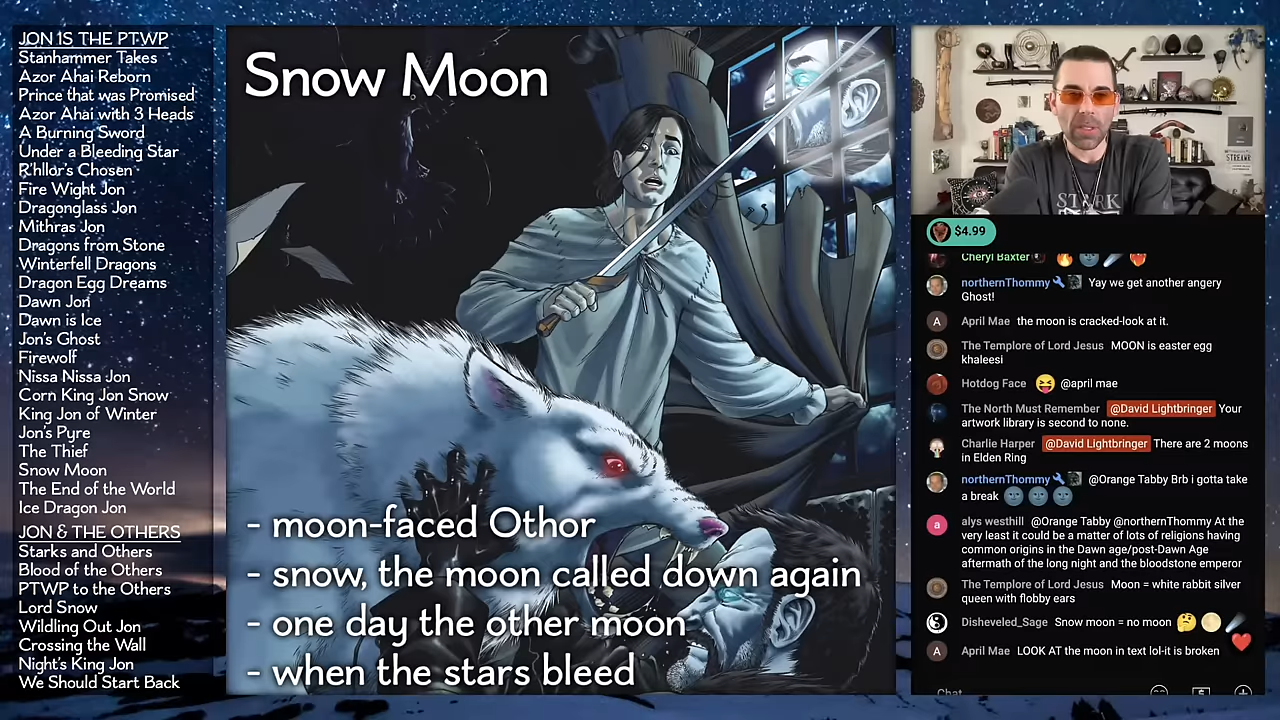 JON IS THE PTWP
Stanhammer Takes
Azor Ahai Reborn
Prince that was Promised
Azor Ahai with 3 Heads
A Burning Sword
Under a Bleeding Star
R'hllor's Chosen
Fire Wight Jon
Dragonglass Jon
Mithras Jon
Dragons from Stone
Winterfell Dragons
Dragon Egg Dreams
Dawn Jon
Dawn is Ice
Jon's Ghost
Firewolf
Nissa Nissa Jon
Corn King Jon Snow
King Jon of Winter
Jon's Pyre
The Thief
Snow Moon
The End of the World
Ice Dragon Jon
JON & THE OTHERS
Starks and Others
Blood of the Others
PTWP to the Others
Lord Snow
Wildling Out Jon
Crossing the Wall
Night's King Jon
We Should Start Back
Snow Moon
- moon-faced Othor
- snow, the moon called down again
- one day the other moon
- when the stars bleed
STARK
$4.99
Cheryl Baxter
northernThommy Yay we get another angry
Ghost!
A April Mae the moon is cracked-look at it.
The Templore of Lord Jesus MOON is easter egg
khaleesi
Hotdog Face @april mae
The North Must Remember @David Lightbringer Your
artwork library is second to none.
Charlie Harper @David Lightbringer There are 2 moons
in Elden Ring
northernThommy @Orange Tabby Brb i gotta take
a break
a alys westhill @Orange Tabby @northernThommy At the
very least it could be a matter of lots of religions having
common origins in the Dawn age/post-Dawn Age
aftermath of the long night and the bloodstone emperor
The Templore of Lord Jesus Moon = white rabbit silver
queen with flobby ears
Disheveled_Sage Snow moon = no moon
A April Mae LOOK AT the moon in text lol-it is broken
Chat